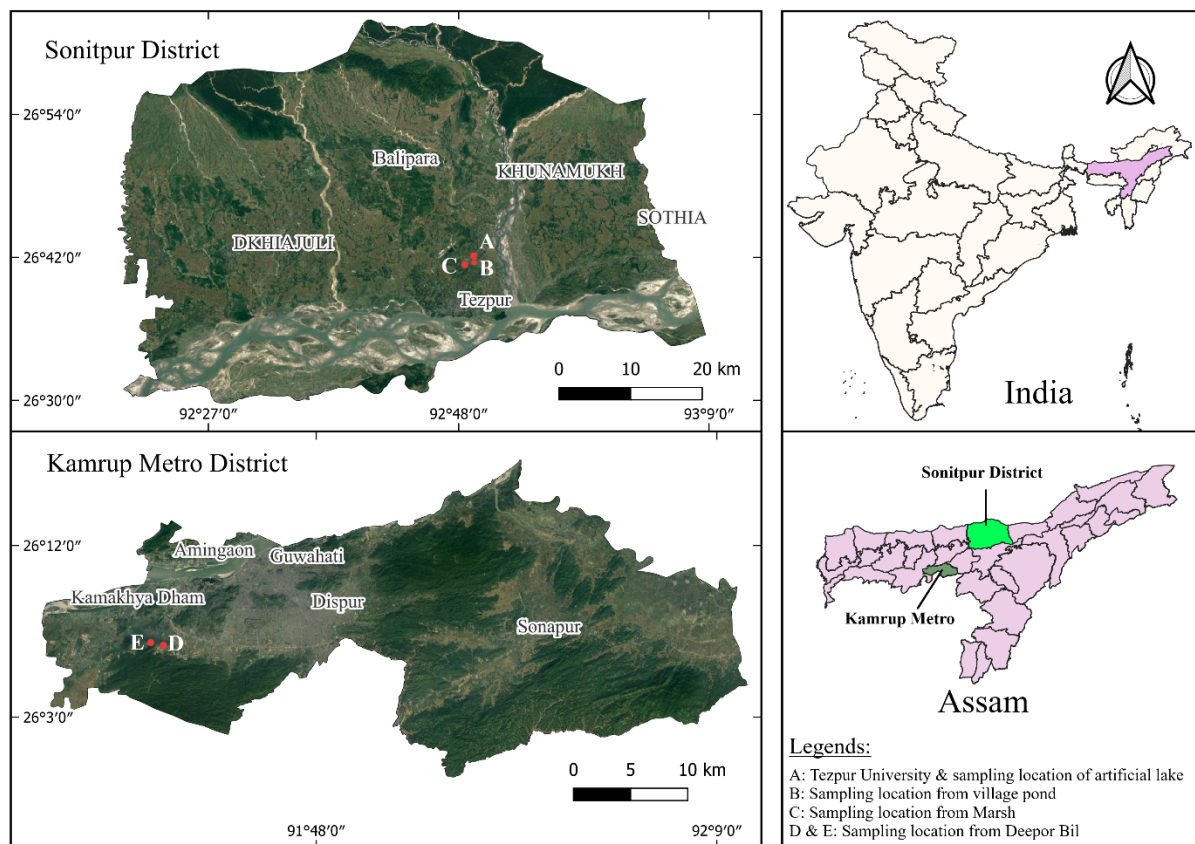 Sonitpur District
26°54'0"
Balipara
KHUNAMUKH
SOTHIA
DKHIAJULI
26°42'0"
A
C
B
Tezpur
0 10 20 km
26°30'0"
92°27'0"
92°48'0"
93°9'0"
Kamrup Metro District
26°12'0"
Amingaon
Guwahati
Kamakhya Dham
Dispur
Sonapur
E
D
26°3'0"
0 5 10 km
91°48'0"
92°9'0"
India
Sonitpur District
Kamrup Metro
Assam
Legends:
A: Tezpur University & sampling location of artificial lake
B: Sampling location from village pond
C: Sampling location from Marsh
D & E: Sampling location from Deepor Bil